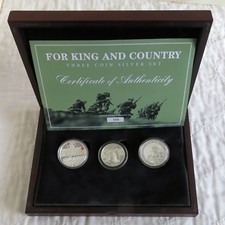 FOR KING AND COUNTRY
THREE COIN SILVER SET
Certificate of Authenticity